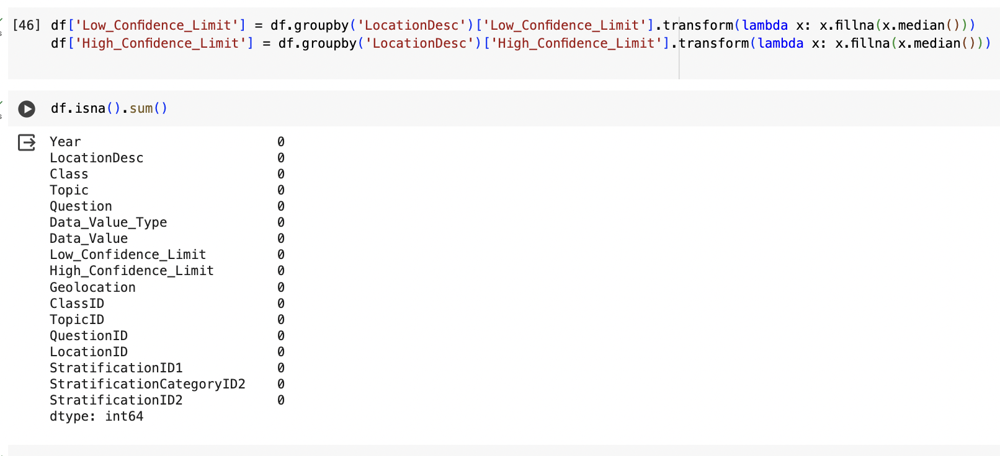 [46] df['Low_Confidence_Limit'] = df.groupby('LocationDesc')['Low_Confidence_Limit'].transform(lambda x: x.fillna(x.median()))
df['High_Confidence_Limit'] = df.groupby('LocationDesc')['High_Confidence_Limit'].transform(lambda x: x.fillna(x.median()))
df.isna().sum()
Year 0
LocationDesc 0
Class 0
Topic 0
Question 0
Data_Value_Type 0
Data_Value 0
Low_Confidence_Limit 0
High_Confidence_Limit 0
Geolocation 0
ClassID 0
TopicID 0
QuestionID 0
LocationID 0
StratificationID1 0
StratificationCategoryID2 0
StratificationID2 0
dtype: int64